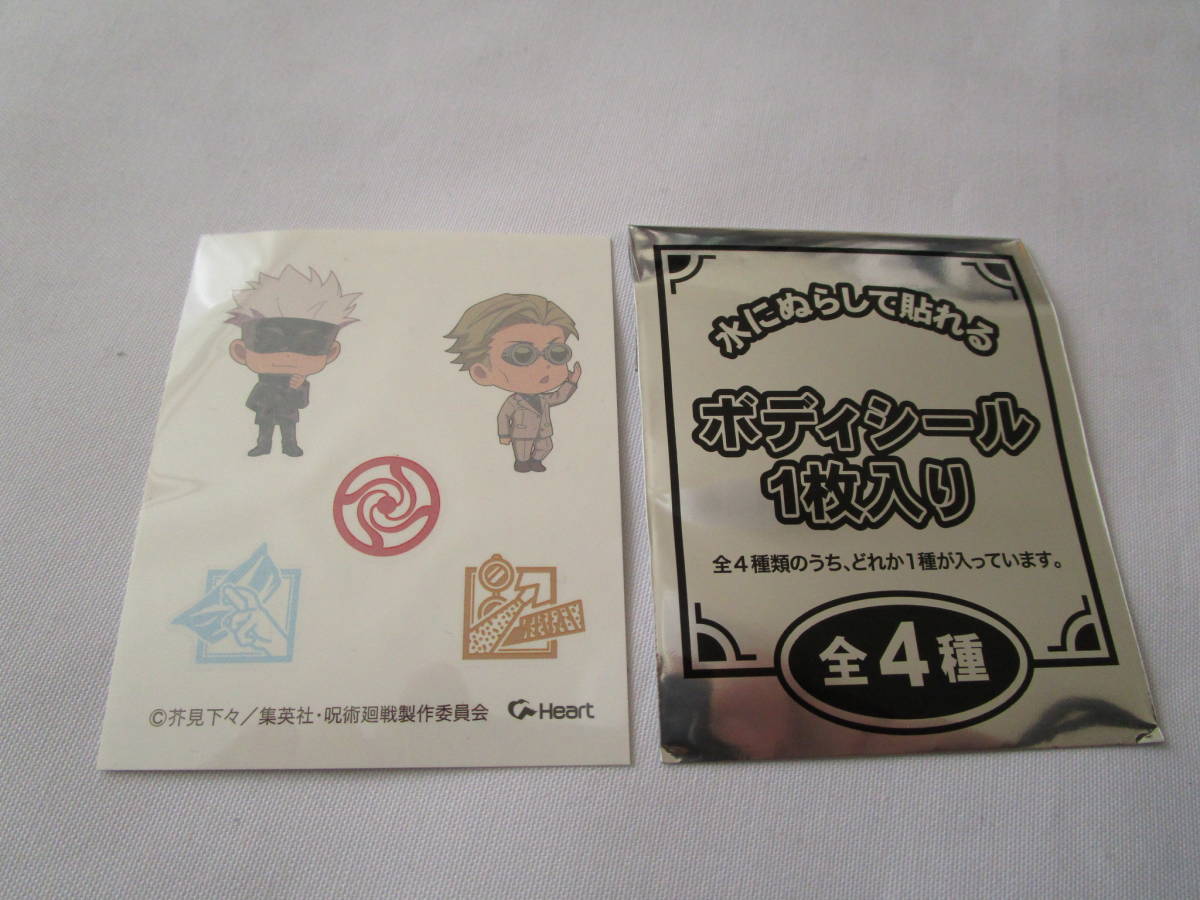 ©芥見下々／集英社・呪術廻戦製作委員会 Heart
水にぬらして貼れる
ボディシール
1枚入り
全４種類のうち、どれか１種が入っています。
全4種